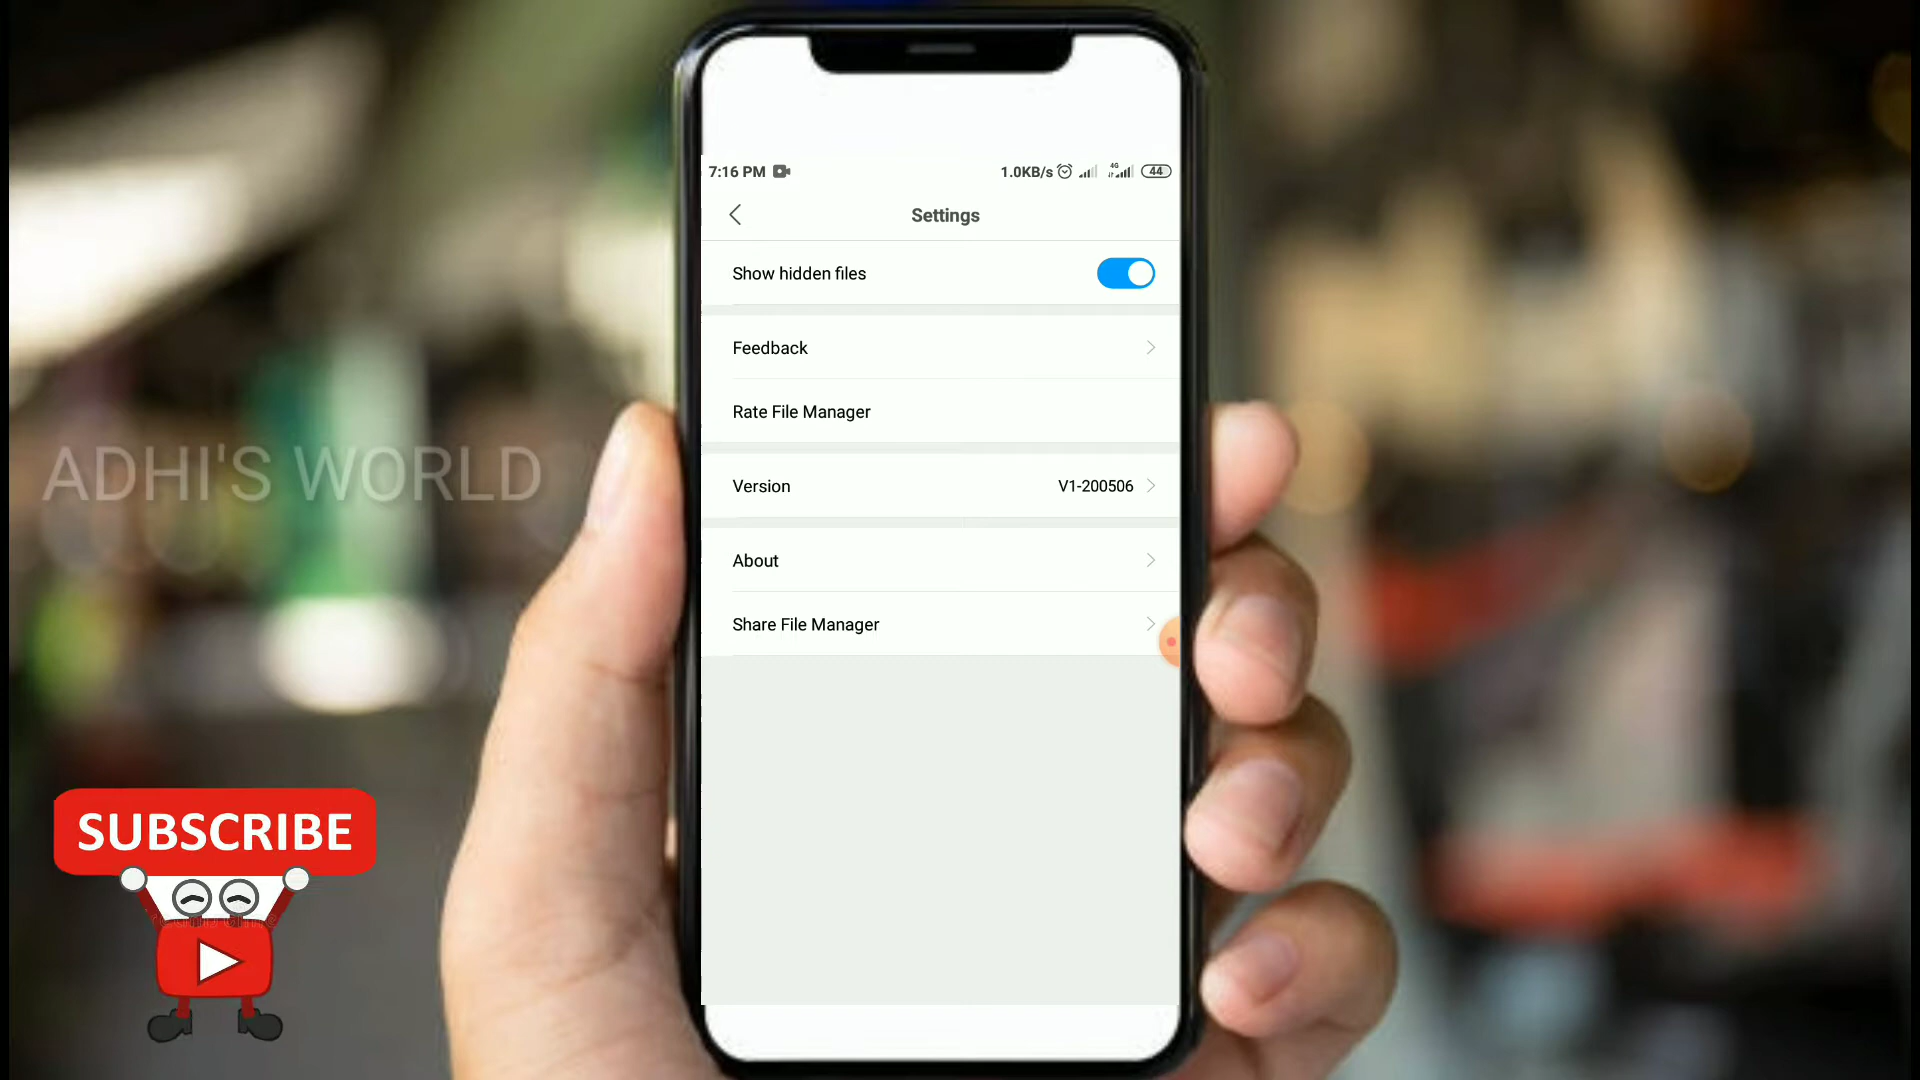 7:16 PM 1.0KB/s 4G 44
Settings
Show hidden files
Feedback
Rate File Manager
ADHI'S WORLD
Version V1-200506
About
Share File Manager
SUBSCRIBE